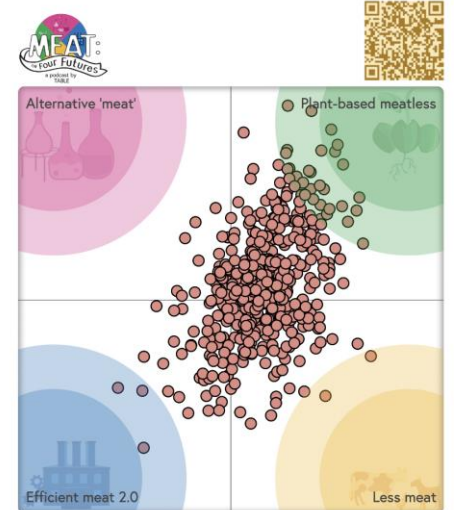 MEAT:
THE FOUR FUTURES
a podcast by
TABLE
Alternative 'meat'
Plant-based meatless
Efficient meat 2.0
Less meat